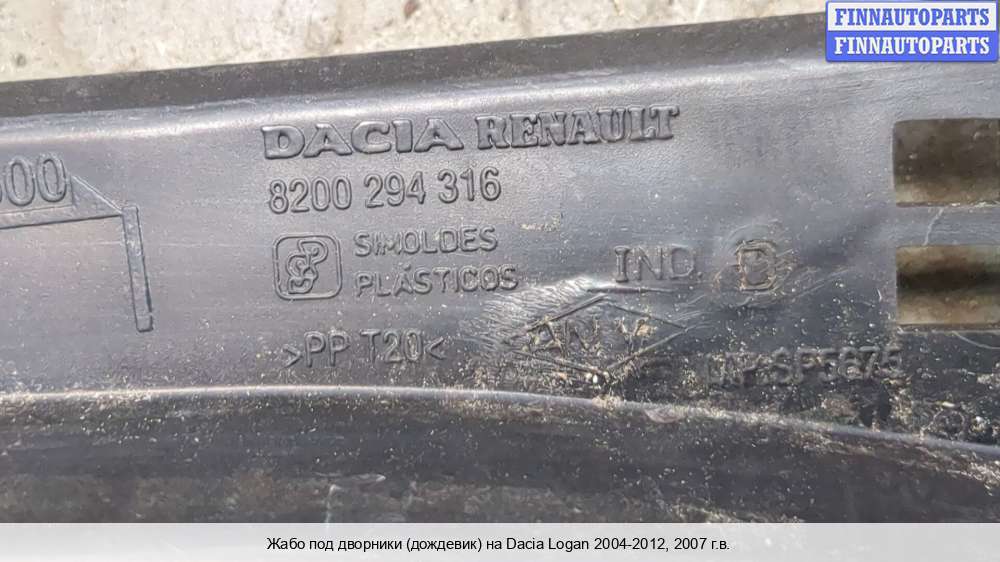 FINNAUTOPARTS
FINNAUTOPARTS
DACIA RENAULT
8200 294 316
SIMOLDES
PLÁSTICOS
IND.
>PP T20<
Жабо под дворники (дождевик) на Dacia Logan 2004-2012, 2007 г.в.